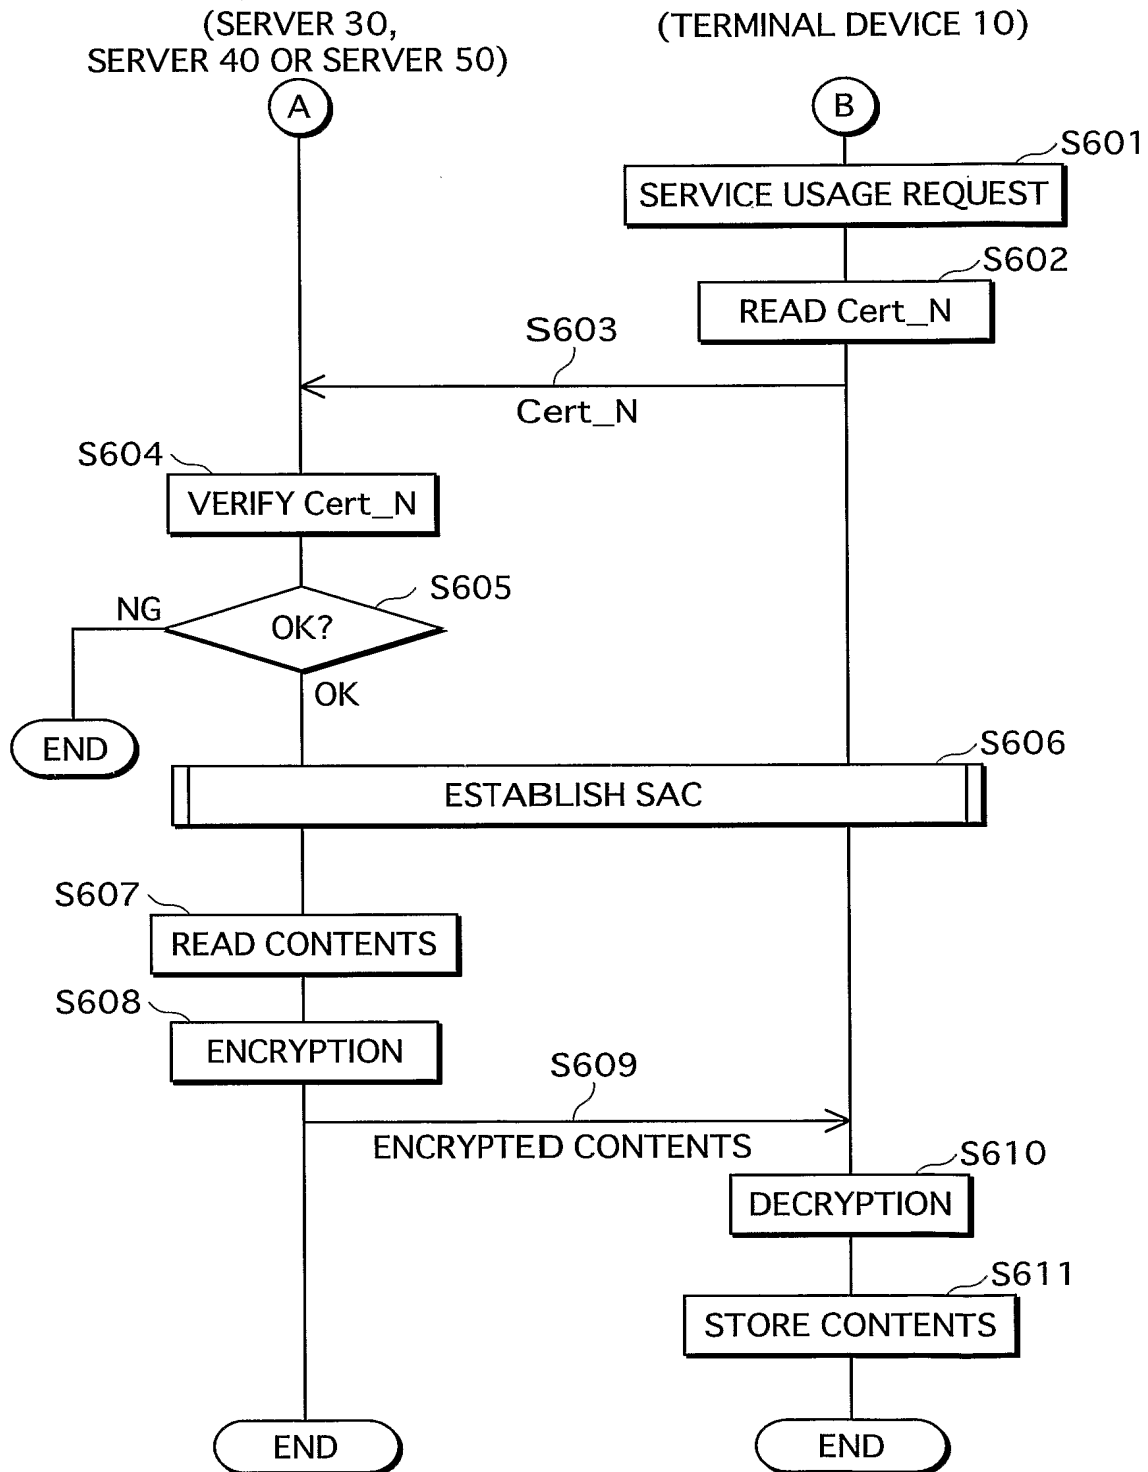 (SERVER 30,
SERVER 40 OR SERVER 50)
(TERMINAL DEVICE 10)
A
B
S601
SERVICE USAGE REQUEST
S602
READ Cert_N
S603
Cert_N
S604
VERIFY Cert_N
S605
NG
OK?
OK
END
S606
ESTABLISH SAC
S607
READ CONTENTS
S608
ENCRYPTION
S609
ENCRYPTED CONTENTS
S610
DECRYPTION
S611
STORE CONTENTS
END
END